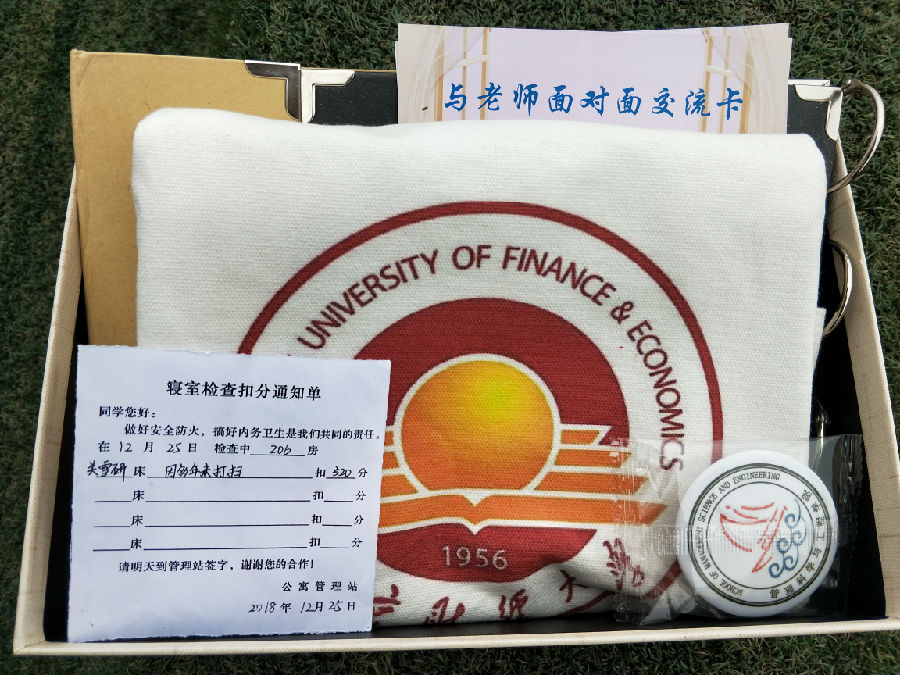 与老师面对面交流卡
UNIVERSITY OF FINANCE & ECONOMICS
1956
寝室检查扣分通知单
同学您好:
做好安全防火，搞好内务卫生是我们共同的责任。
在 12 月 25 日 检查中 206 房
床 扣 320 分
床 扣 分
床 扣 分
床 扣 分
请明天到管理站签字，谢谢您的合作!
公寓管理站
2018 年 12月25日
SCHOOL OF MANAGEMENT SCIENCE AND ENGINEERING